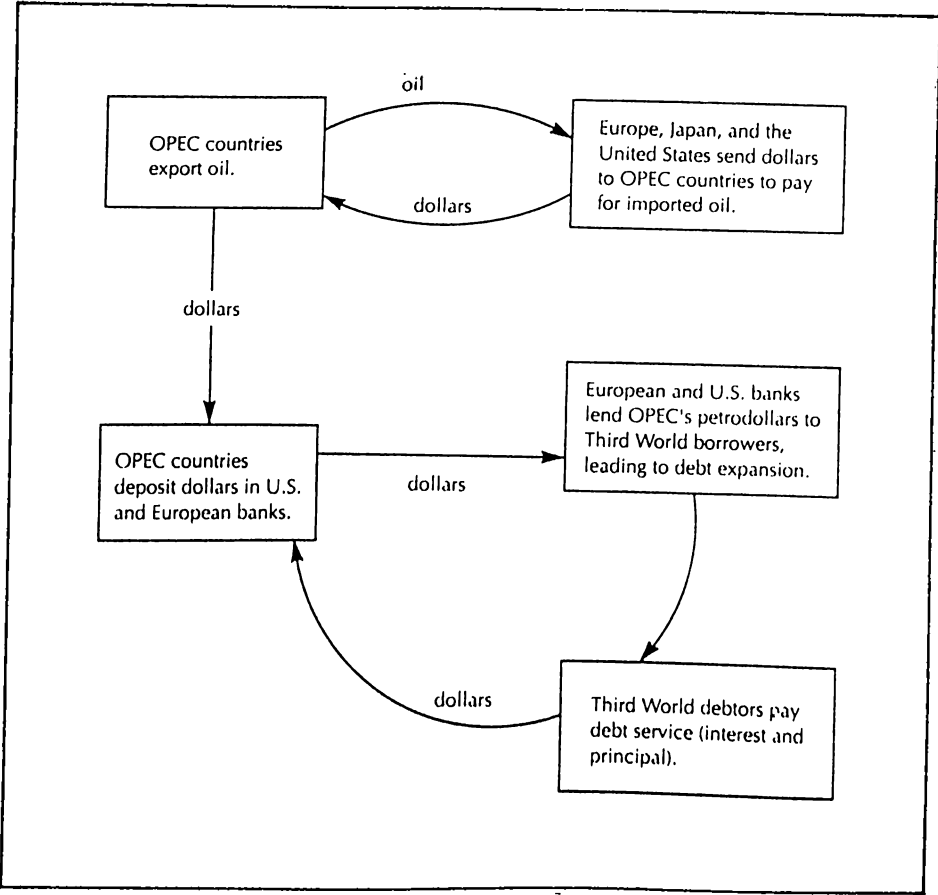 oil
OPEC countries
export oil.
Europe, Japan, and the
United States send dollars
to OPEC countries to pay
for imported oil.
dollars
dollars
European and U.S. banks
lend OPEC's petrodollars to
Third World borrowers,
leading to debt expansion.
OPEC countries
deposit dollars in U.S.
and European banks.
dollars
dollars
Third World debtors pay
debt service (interest and
principal).